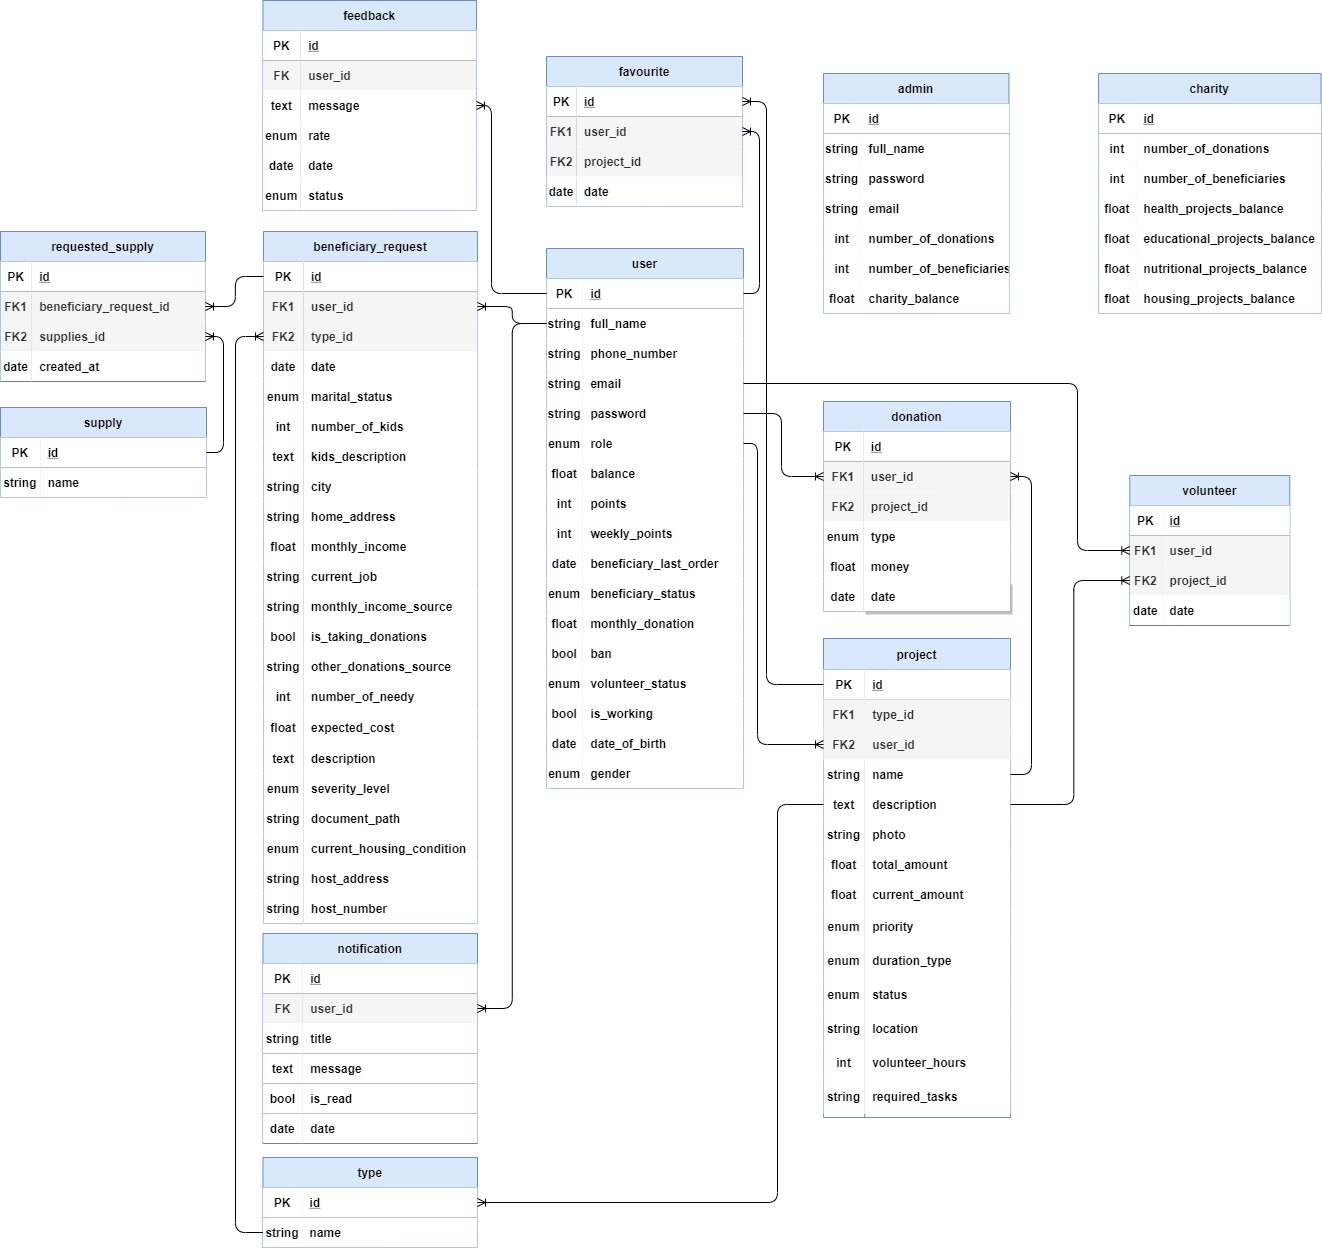 feedback
PK id
FK user_id
text message
enum rate
date date
enum status
favourite
PK id
FK1 user_id
FK2 project_id
date date
admin
PK id
string full_name
string password
string email
int number_of_donations
int number_of_beneficiaries
float charity_balance
charity
PK id
int number_of_donations
int number_of_beneficiaries
float health_projects_balance
float educational_projects_balance
float nutritional_projects_balance
float housing_projects_balance
requested_supply
PK id
FK1 beneficiary_request_id
FK2 supplies_id
date created_at
supply
PK id
string name
beneficiary_request
PK id
FK1 user_id
FK2 type_id
date date
enum marital_status
int number_of_kids
text kids_description
string city
string home_address
float monthly_income
string current_job
string monthly_income_source
bool is_taking_donations
string other_donations_source
int number_of_needy
float expected_cost
text description
enum severity_level
string document_path
enum current_housing_condition
string host_address
string host_number
user
PK id
string full_name
string phone_number
string email
string password
enum role
float balance
int points
int weekly_points
date beneficiary_last_order
enum beneficiary_status
float monthly_donation
bool ban
enum volunteer_status
bool is_working
date date_of_birth
enum gender
donation
PK id
FK1 user_id
FK2 project_id
enum type
float money
date date
volunteer
PK id
FK1 user_id
FK2 project_id
date date
project
PK id
FK1 type_id
FK2 user_id
string name
text description
string photo
float total_amount
float current_amount
enum priority
enum duration_type
enum status
string location
int volunteer_hours
string required_tasks
notification
PK id
FK user_id
string title
text message
bool is_read
date date
type
PK id
string name